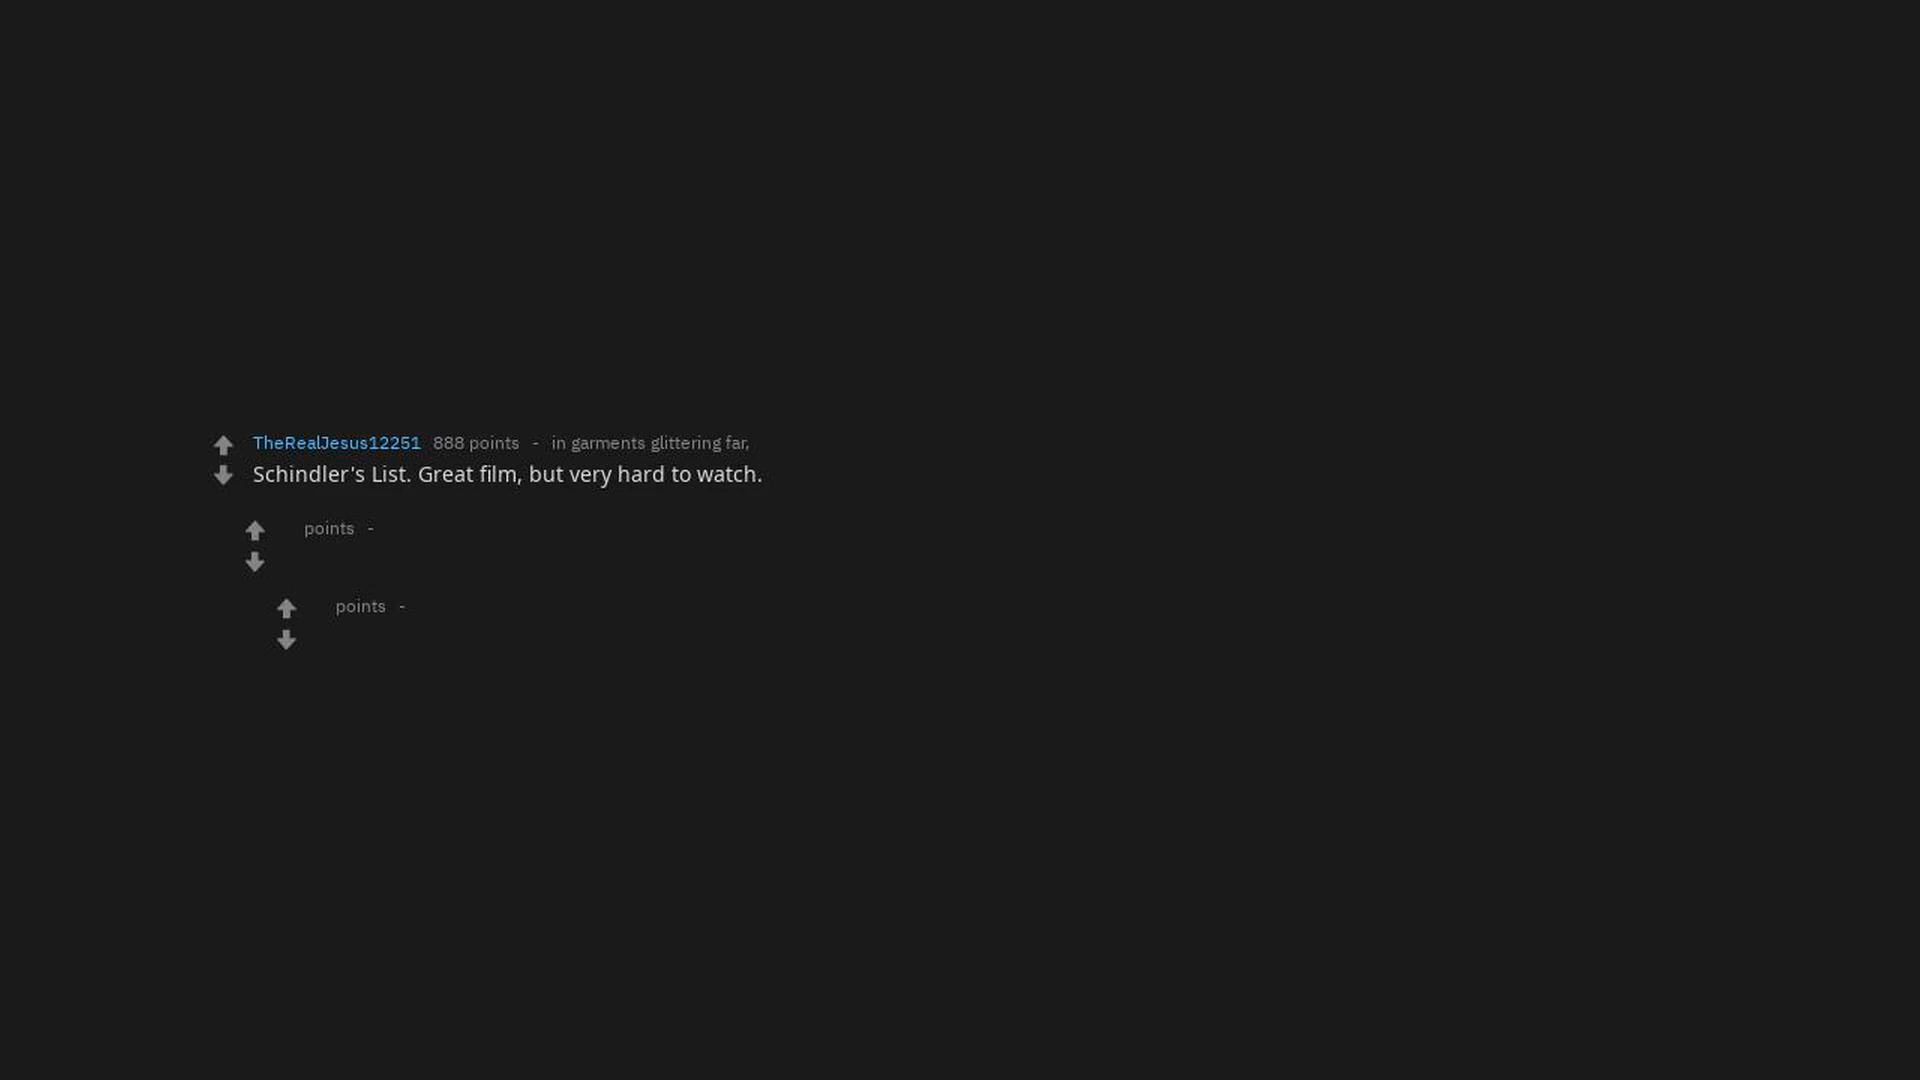 TheRealJesus12251 888 points - in garments glittering far,
Schindler's List. Great film, but very hard to watch.
points -
points -